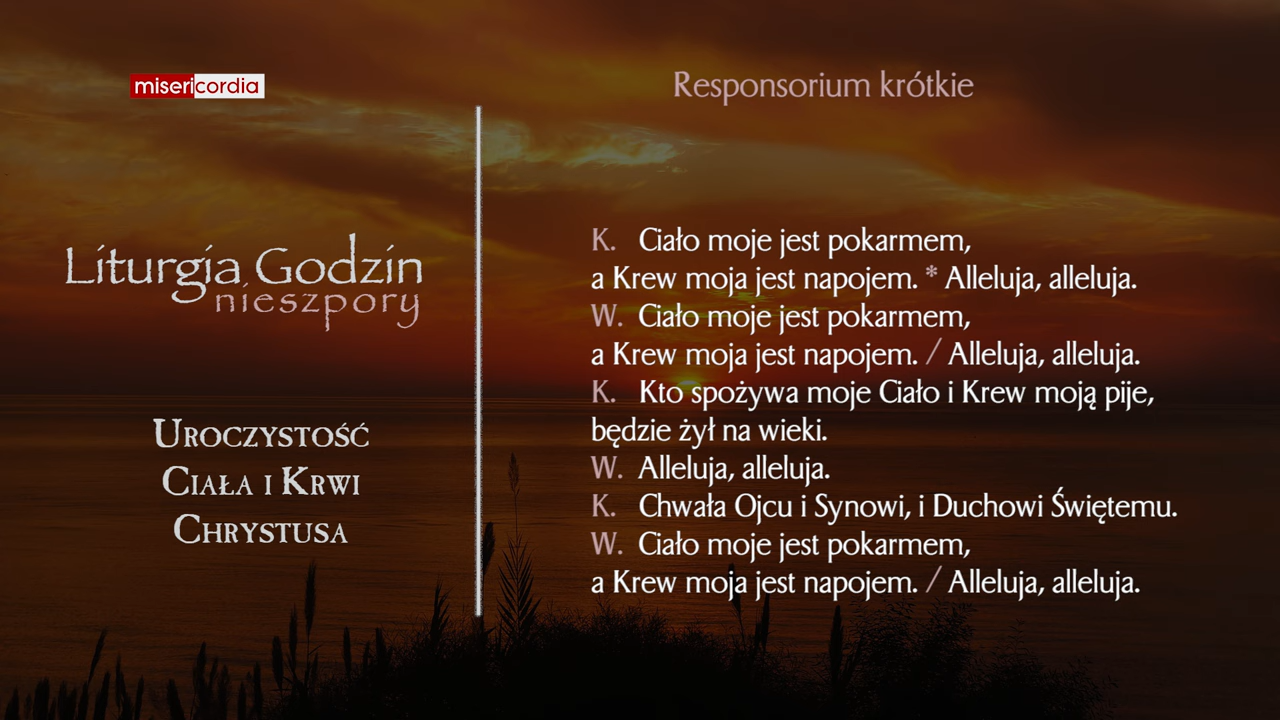 misericordia
Liturgia Godzin
nieszpory
Uroczystość
Ciała i Krwi
Chrystusa
Responsorium krótkie
K. Ciało moje jest pokarmem,
a Krew moja jest napojem. * Alleluja, alleluja.
W. Ciało moje jest pokarmem,
a Krew moja jest napojem. / Alleluja, alleluja.
K. Kto spożywa moje Ciało i Krew moją pije,
będzie żył na wieki.
W. Alleluja, alleluja.
K. Chwała Ojcu i Synowi, i Duchowi Świętemu.
W. Ciało moje jest pokarmem,
a Krew moja jest napojem. / Alleluja, alleluja.